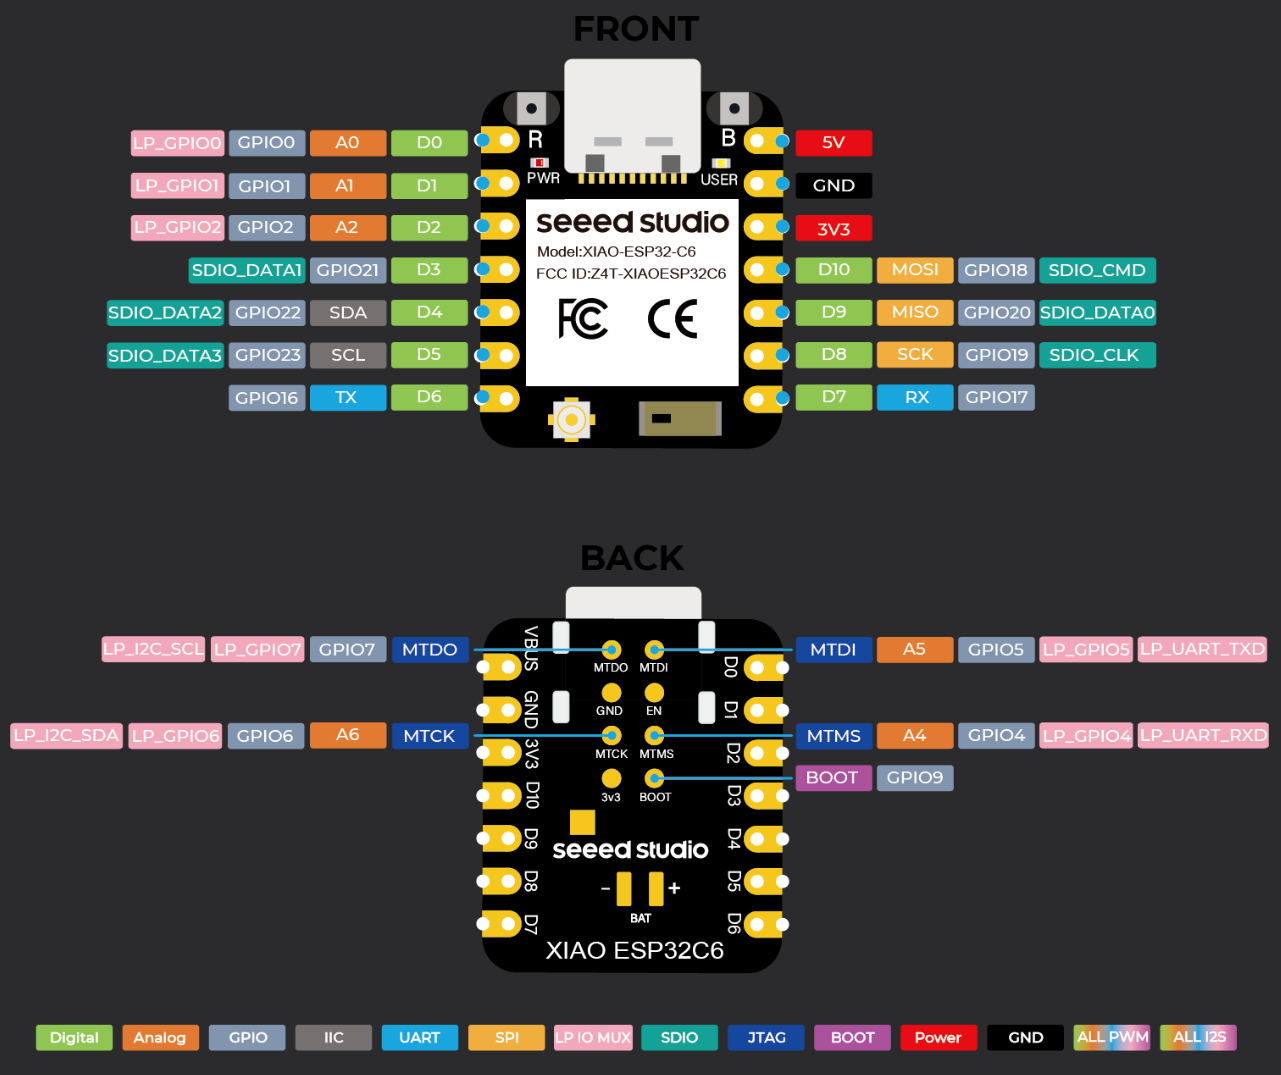 FRONT
LP_GPIO0 GPIO0 A0 D0 R B 5V
PWR USER
LP_GPIO1 GPIO1 A1 D1 GND
LP_GPIO2 GPIO2 A2 D2 seeed studio 3V3
Model:XIAO-ESP32-C6
SDIO_DATA1 GPIO21 D3 FCC ID:Z4T-XIAOESP32C6 D10 MOSI GPIO18 SDIO_CMD
SDIO_DATA2 GPIO22 SDA D4 FC CE D9 MISO GPIO20 SDIO_DATA0
SDIO_DATA3 GPIO23 SCL D5 D8 SCK GPIO19 SDIO_CLK
GPIO16 TX D6 D7 RX GPIO17
BACK
LP_I2C_SCL LP_GPIO7 GPIO7 MTDO VBUS MTDI A5 GPIO5 LP_GPIO5 LP_UART_TXD
MTDO MTDI D0
GND GND EN D1
LP_I2C_SDA LP_GPIO6 GPIO6 A6 MTCK MTMS A4 GPIO4 LP_GPIO4 LP_UART_RXD
3V3 MTCK MTMS D2
BOOT GPIO9
D10 3v3 BOOT D3
D9 seeed studio D4
D8 - + D5
D7 BAT D6
XIAO ESP32C6
Digital Analog GPIO IIC UART SPI LP IO MUX SDIO JTAG BOOT Power GND ALL PWM ALL I2S